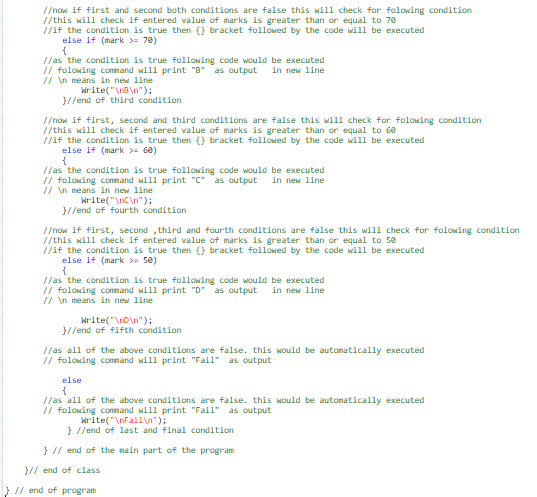 //now if first and second both conditions are false this will check for folowing condition
//this will check if entered value of marks is greater than or equal to 70
//if the condition is true then {} bracket followed by the code will be executed
else if (mark >= 70)
{
//as the condition is true following code would be executed
// folowing command will print "B" as output in new line
// \n means in new line
Write("\nB\n");
}//end of third condition
//now if first, second and third conditions are false this will check for folowing condition
//this will check if entered value of marks is greater than or equal to 60
//if the condition is true then {} bracket followed by the code will be executed
else if (mark >= 60)
{
//as the condition is true following code would be executed
// folowing command will print "C" as output in new line
// \n means in new line
Write("\nC\n");
}//end of fourth condition
//now if first, second ,third and fourth conditions are false this will check for folowing condition
//this will check if entered value of marks is greater than or equal to 50
//if the condition is true then {} bracket followed by the code will be executed
else if (mark >= 50)
{
//as the condition is true following code would be executed
// folowing command will print "D" as output in new line
// \n means in new line
Write("\nD\n");
}//end of fifth condition
//as all of the above conditions are false. this would be automatically executed
// folowing command will print "Fail" as output
else
{
//as all of the above conditions are false. this would be automatically executed
// folowing command will print "Fail" as output
Write("\nFail\n");
} //end of last and final condition
} // end of the main part of the program
}// end of class
} // end of program